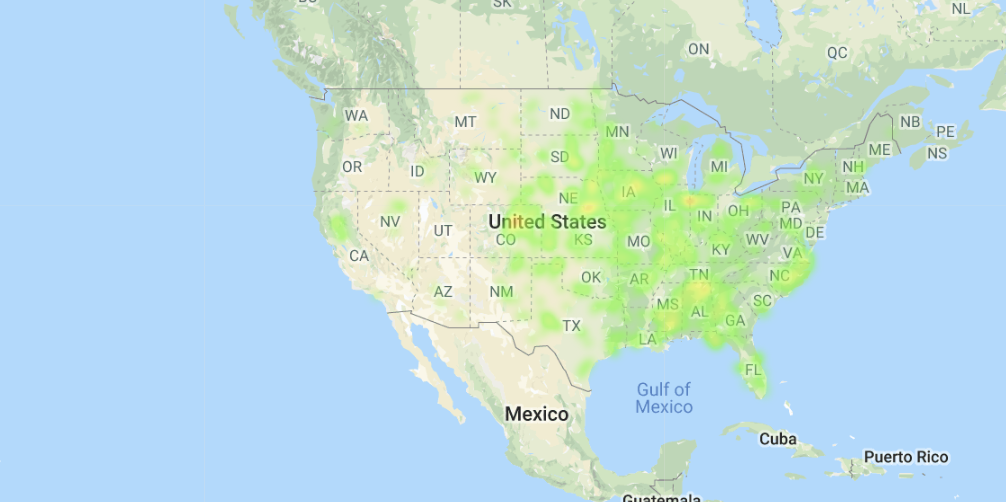 SK
NL
ON
QC
WA
MT
ND
MN
NB
PE
OR
ID
SD
WI
MI
ME
NS
WY
NY
NH
MA
NE
IA
IL
IN
OH
PA
NV
UT
United States
CO
KS
MO
KY
WV
MD
DE
VA
CA
AZ
NM
OK
AR
TN
NC
MS
AL
SC
GA
TX
LA
FL
Gulf of
Mexico
Mexico
Cuba
Puerto Rico
Guatemala